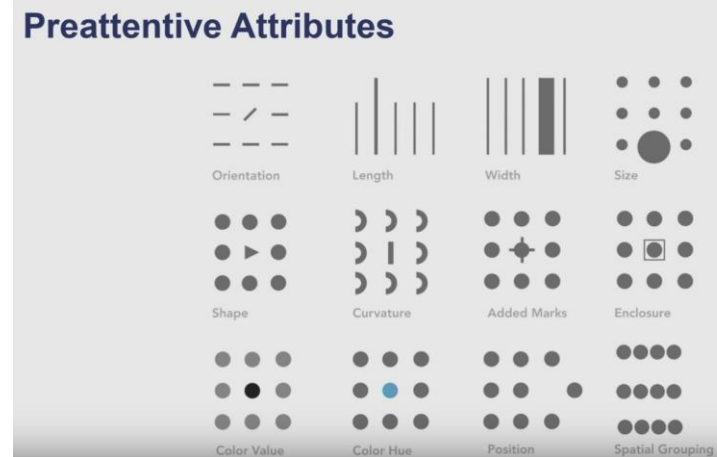 Preattentive Attributes
Orientation
Length
Width
Size
Shape
Curvature
Added Marks
Enclosure
Color Value
Color Hue
Position
Spatial Grouping